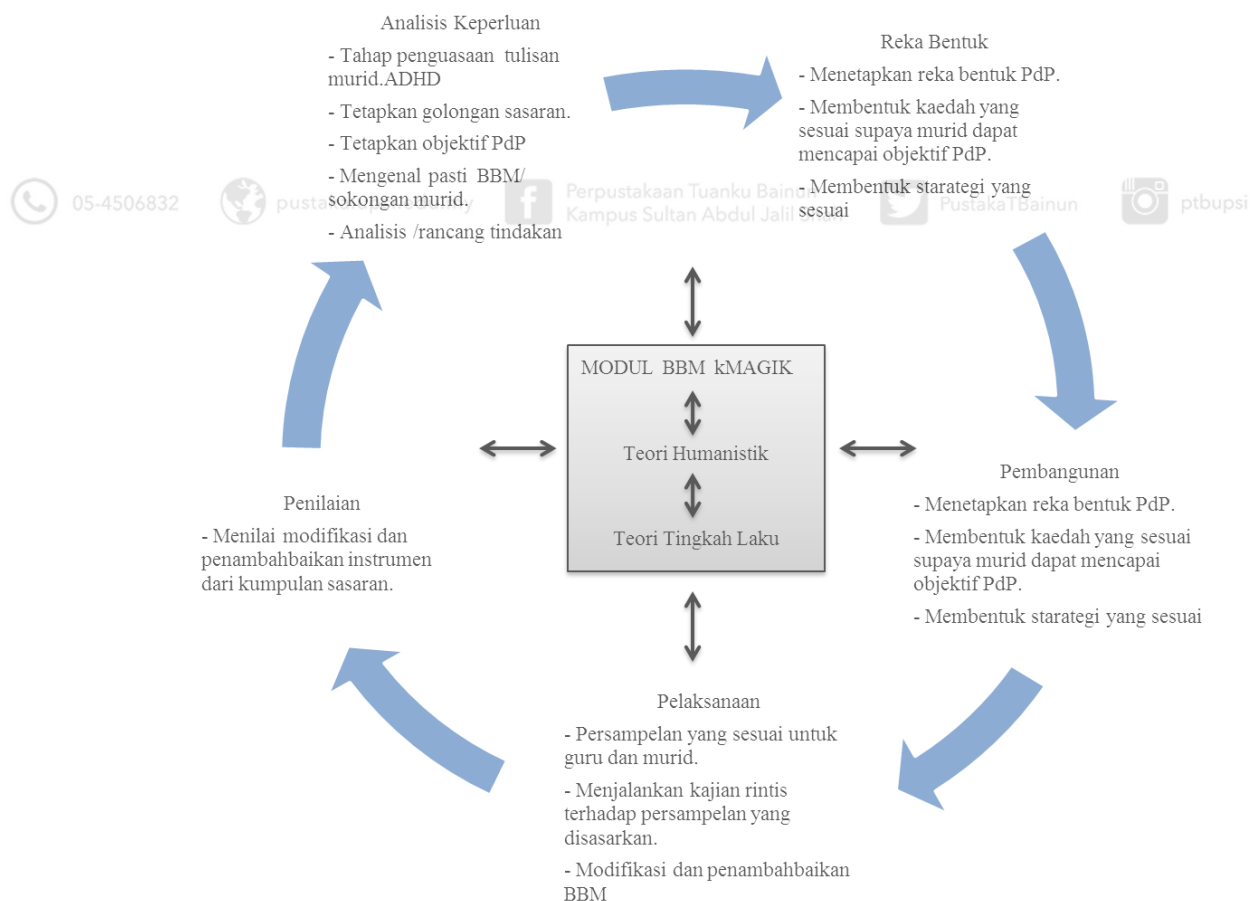 Analisis Keperluan
- Tahap penguasaan tulisan
murid.ADHD
- Tetapkan golongan sasaran.
- Tetapkan objektif PdP
- Mengenal pasti BBM/
sokongan murid.
- Analisis /rancang tindakan
Reka Bentuk
- Menetapkan reka bentuk PdP.
- Membentuk kaedah yang
sesuai supaya murid dapat
mencapai objektif PdP.
- Membentuk starategi yang
sesuai
05-4506832
Perpustakaan Tuanku Bainun
Kampus Sultan Abdul Jalil
PustakaTBainun
ptbupsi
MODUL BBM kMAGIK
Teori Humanistik
Teori Tingkah Laku
Pembangunan
- Menetapkan reka bentuk PdP.
- Membentuk kaedah yang sesuai
supaya murid dapat mencapai
objektif PdP.
- Membentuk starategi yang sesuai
Penilaian
- Menilai modifikasi dan
penambahbaikan instrumen
dari kumpulan sasaran.
Pelaksanaan
- Persampelan yang sesuai untuk
guru dan murid.
- Menjalankan kajian rintis
terhadap persampelan yang
disasarkan.
- Modifikasi dan penambahbaikan
BBM